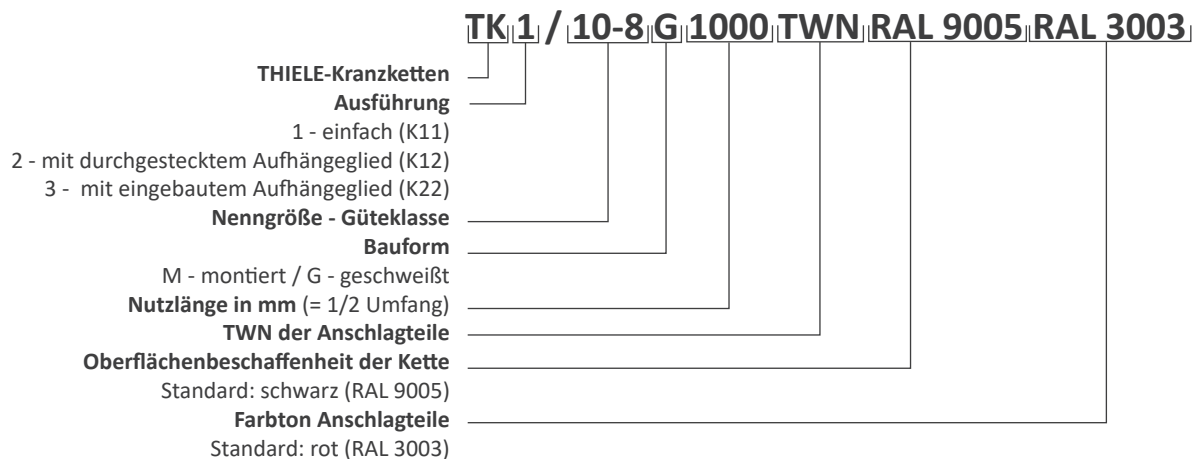 TK 1 / 10-8 G 1000 TWN RAL 9005 RAL 3003
THIELE-Kranzketten
Ausführung
1 - einfach (K11)
2 - mit durchgestecktem Aufhängeglied (K12)
3 - mit eingebautem Aufhängeglied (K22)
Nenngröße - Güteklasse
Bauform
M - montiert / G - geschweißt
Nutzlänge in mm (= 1/2 Umfang)
TWN der Anschlagteile
Oberflächenbeschaffenheit der Kette
Standard: schwarz (RAL 9005)
Farbton Anschlagteile
Standard: rot (RAL 3003)